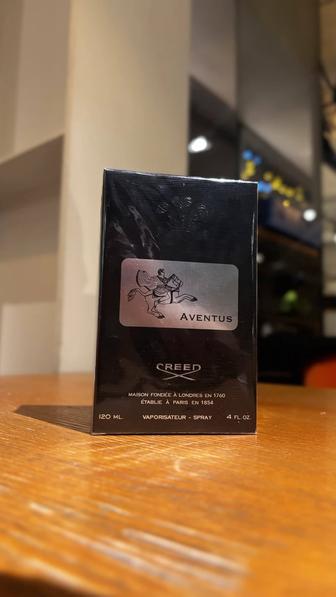 AVENTUS
CREED
MAISON FONDÉE À LONDRES EN 1760
ÉTABLIE À PARIS EN 1854
120 ML. VAPORISATEUR - SPRAY 4 FL.OZ.